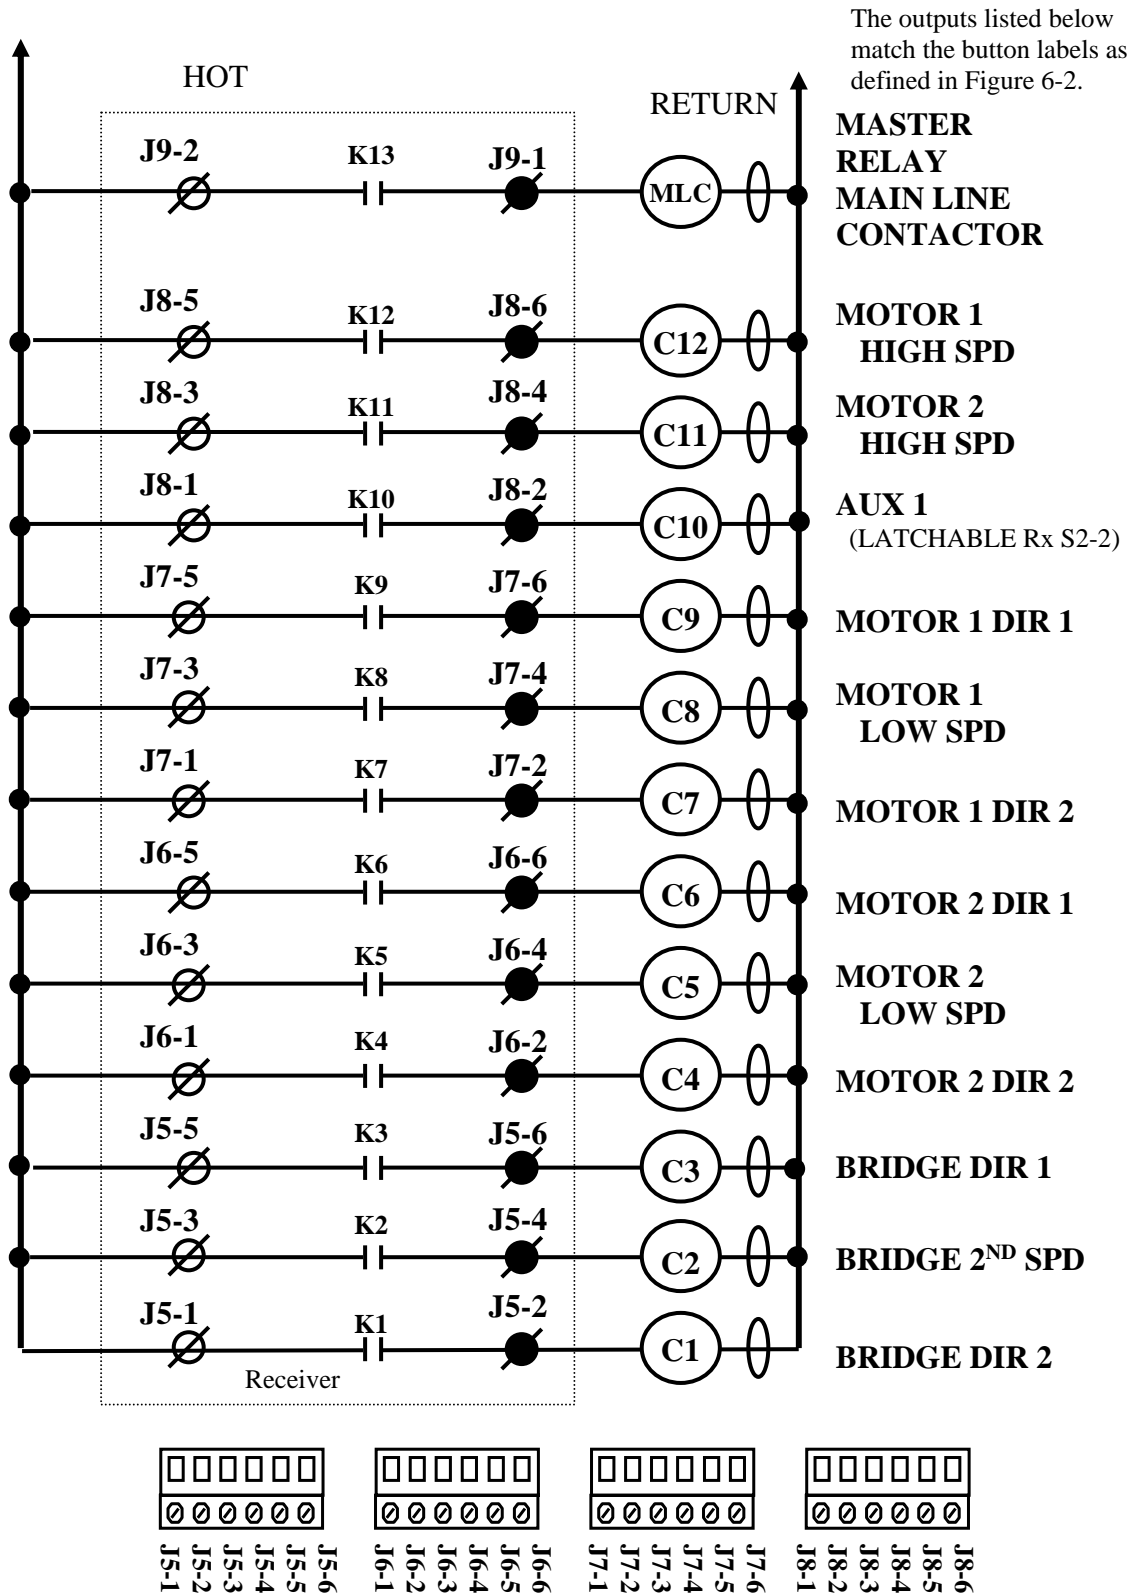 The outputs listed below
match the button labels as
defined in Figure 6-2.
HOT
RETURN
J9-2 K13 J9-1 MLC
MASTER
RELAY
MAIN LINE
CONTACTOR
J8-5 K12 J8-6 C12
MOTOR 1
HIGH SPD
J8-3 K11 J8-4 C11
MOTOR 2
HIGH SPD
J8-1 K10 J8-2 C10
AUX 1
(LATCHABLE Rx S2-2)
J7-5 K9 J7-6 C9 MOTOR 1 DIR 1
J7-3 K8 J7-4 C8
MOTOR 1
LOW SPD
J7-1 K7 J7-2 C7 MOTOR 1 DIR 2
J6-5 K6 J6-6 C6 MOTOR 2 DIR 1
J6-3 K5 J6-4 C5
MOTOR 2
LOW SPD
J6-1 K4 J6-2 C4 MOTOR 2 DIR 2
J5-5 K3 J5-6 C3 BRIDGE DIR 1
J5-3 K2 J5-4 C2 BRIDGE 2ND SPD
J5-1 K1 J5-2 C1 BRIDGE DIR 2
Receiver
J5-1
J5-2
J5-3
J5-4
J5-5
J5-6
J6-1
J6-2
J6-3
J6-4
J6-5
J6-6
J7-1
J7-2
J7-3
J7-4
J7-5
J7-6
J8-1
J8-2
J8-3
J8-4
J8-5
J8-6